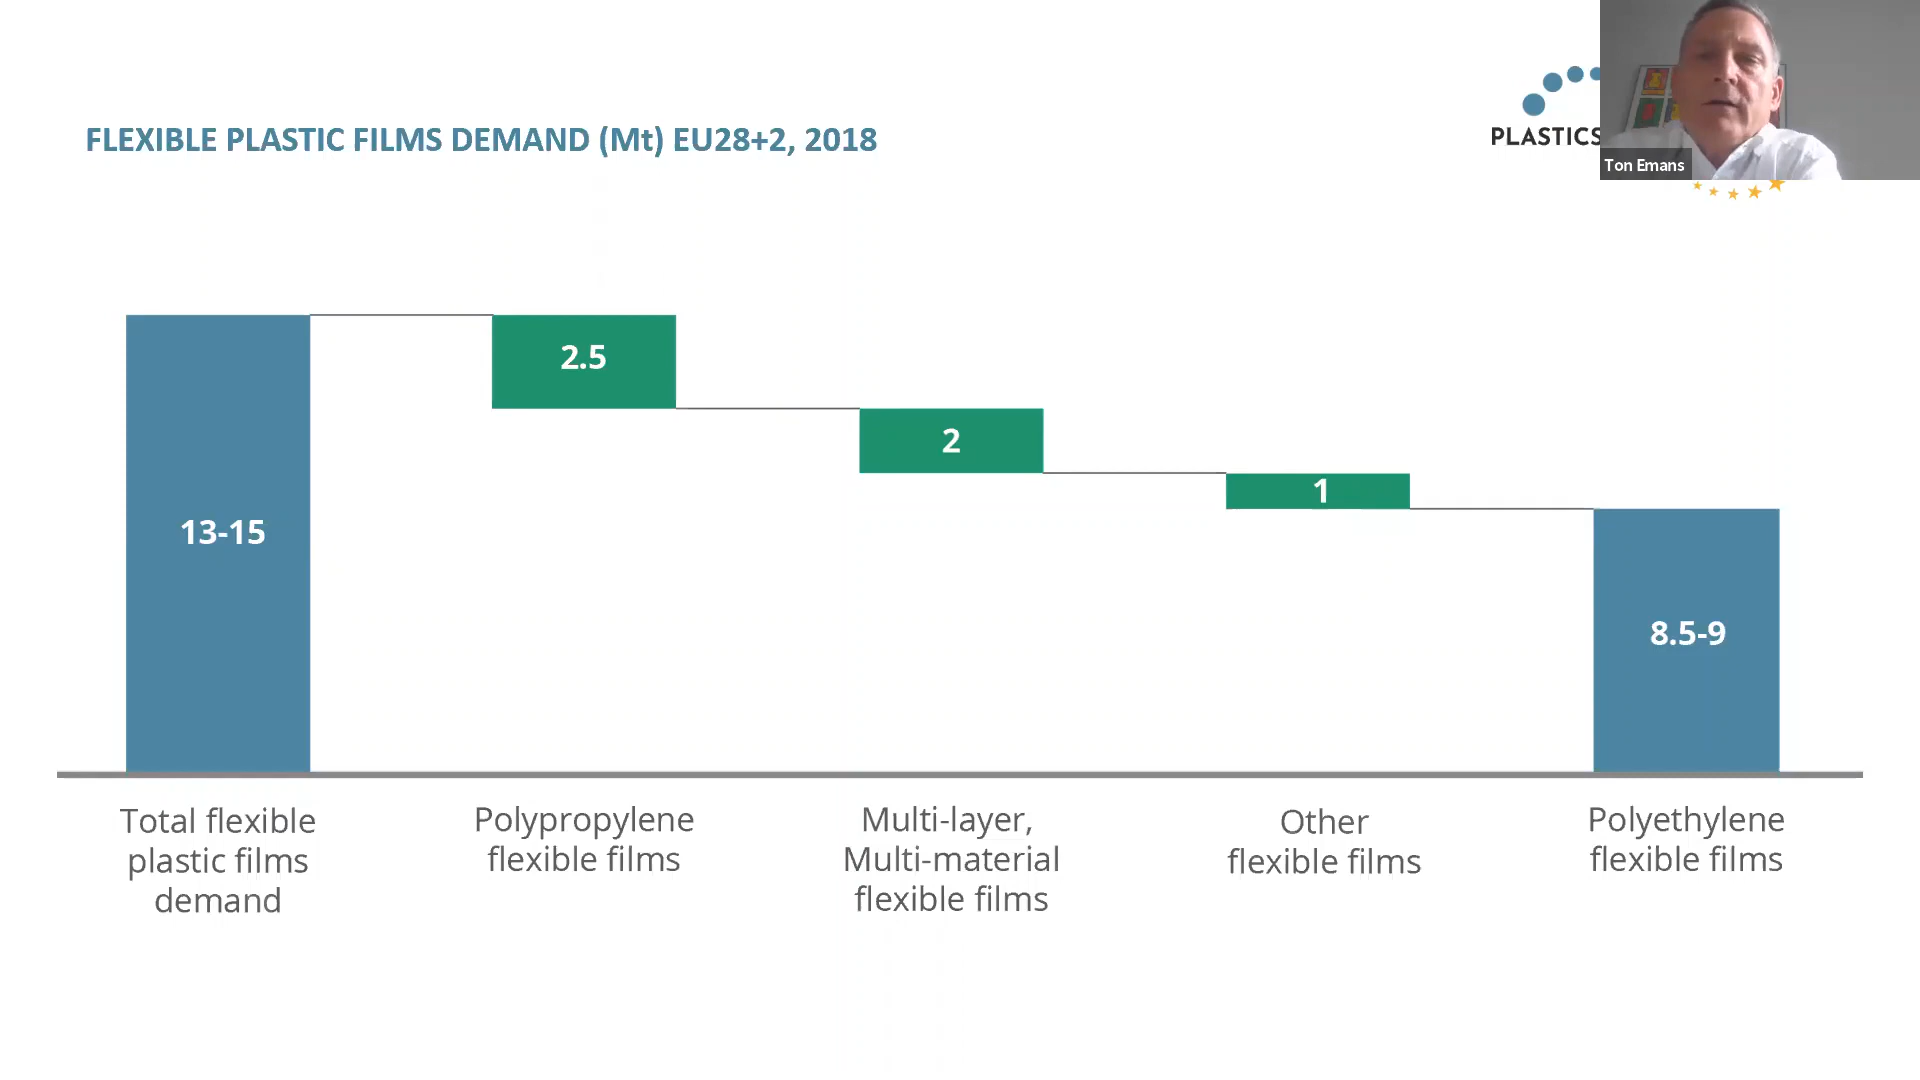 FLEXIBLE PLASTIC FILMS DEMAND (Mt) EU28+2, 2018
PLASTICS
Ton Emans
2.5
2
1
13-15
8.5-9
Total flexible
plastic films
demand
Polypropylene
flexible films
Multi-layer,
Multi-material
flexible films
Other
flexible films
Polyethylene
flexible films